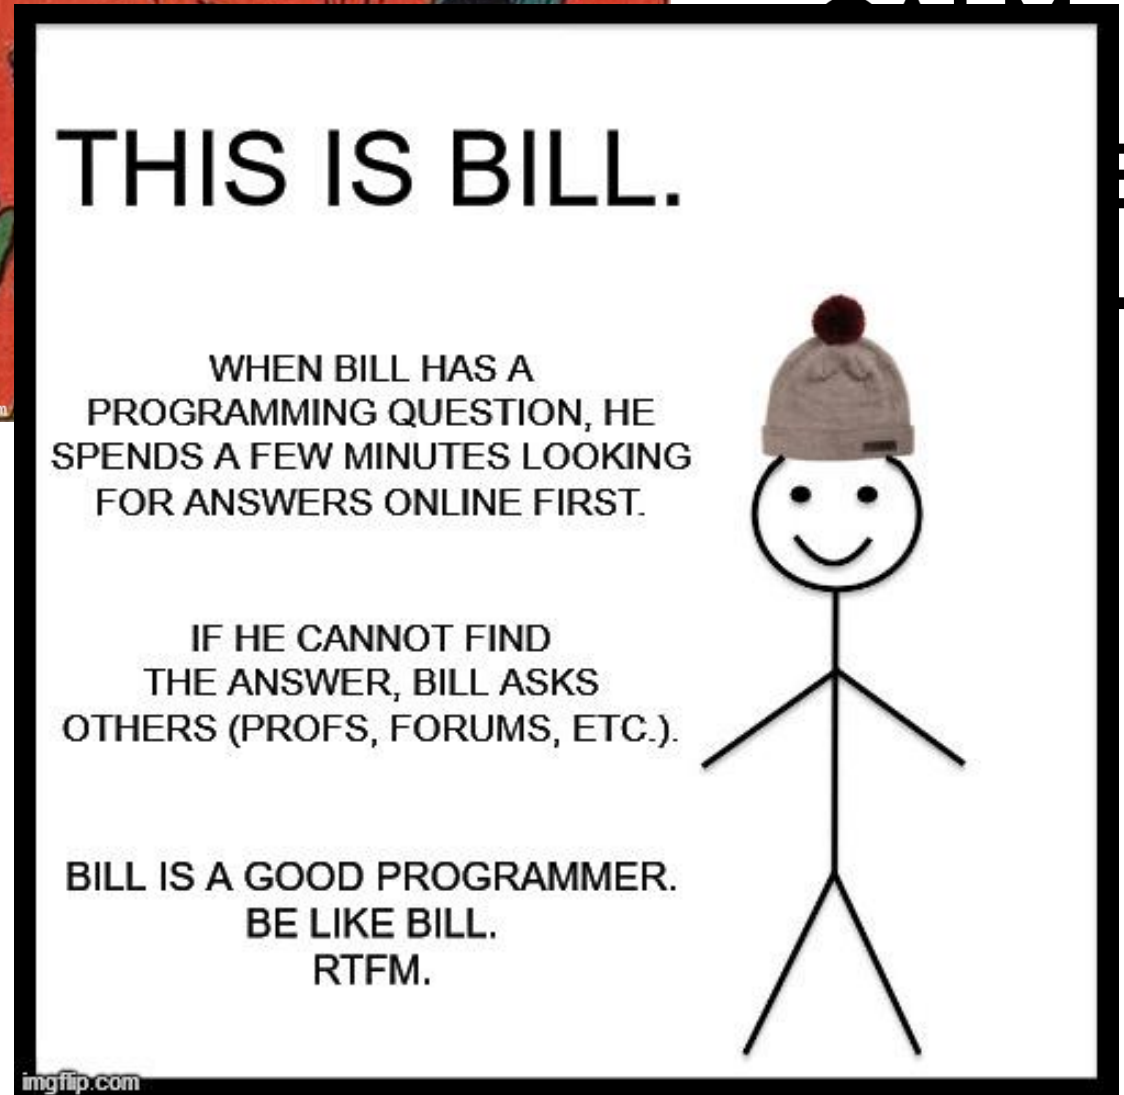 THIS IS BILL.
WHEN BILL HAS A
PROGRAMMING QUESTION, HE
SPENDS A FEW MINUTES LOOKING
FOR ANSWERS ONLINE FIRST.
IF HE CANNOT FIND
THE ANSWER, BILL ASKS
OTHERS (PROFS, FORUMS, ETC.).
BILL IS A GOOD PROGRAMMER.
BE LIKE BILL.
RTFM.
imgflip.com